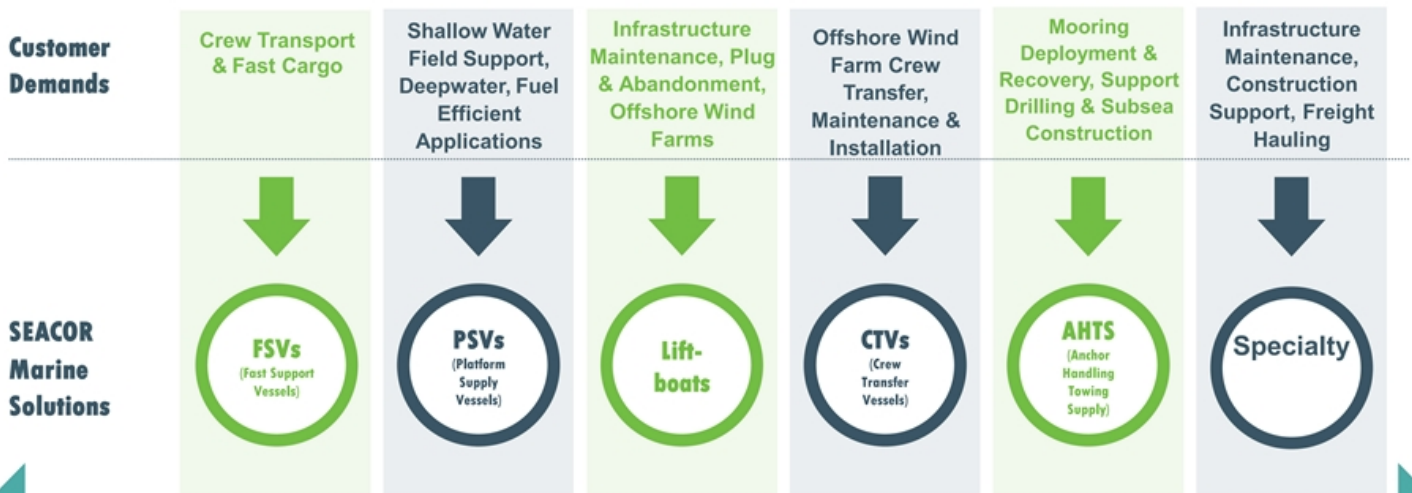 Customer
Demands
Crew Transport
& Fast Cargo
Shallow Water
Field Support,
Deepwater, Fuel
Efficient
Applications
Infrastructure
Maintenance, Plug
& Abandonment,
Offshore Wind
Farms
Offshore Wind
Farm Crew
Transfer,
Maintenance &
Installation
Mooring
Deployment &
Recovery, Support
Drilling & Subsea
Construction
Infrastructure
Maintenance,
Construction
Support, Freight
Hauling
SEACOR
Marine
Solutions
FSVs
(Fast Support
Vessels)
PSVs
(Platform
Supply
Vessels)
Lift-
boats
CTVs
(Crew
Transfer
Vessels)
AHTS
(Anchor
Handling
Towing
Supply)
Specialty